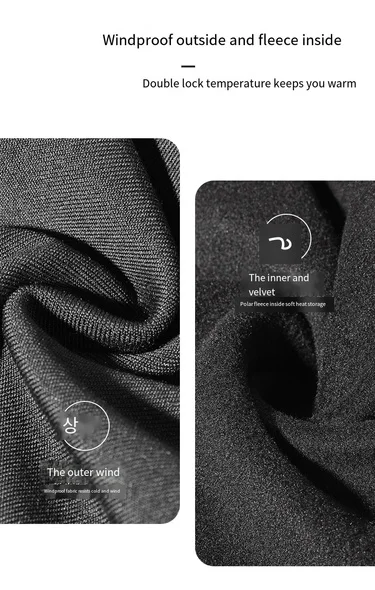 Windproof outside and fleece inside
Double lock temperature keeps you warm
The inner and
velvet
Polar fleece inside soft heat storage
상
The outer wind
Windproof fabric resists cold and wind